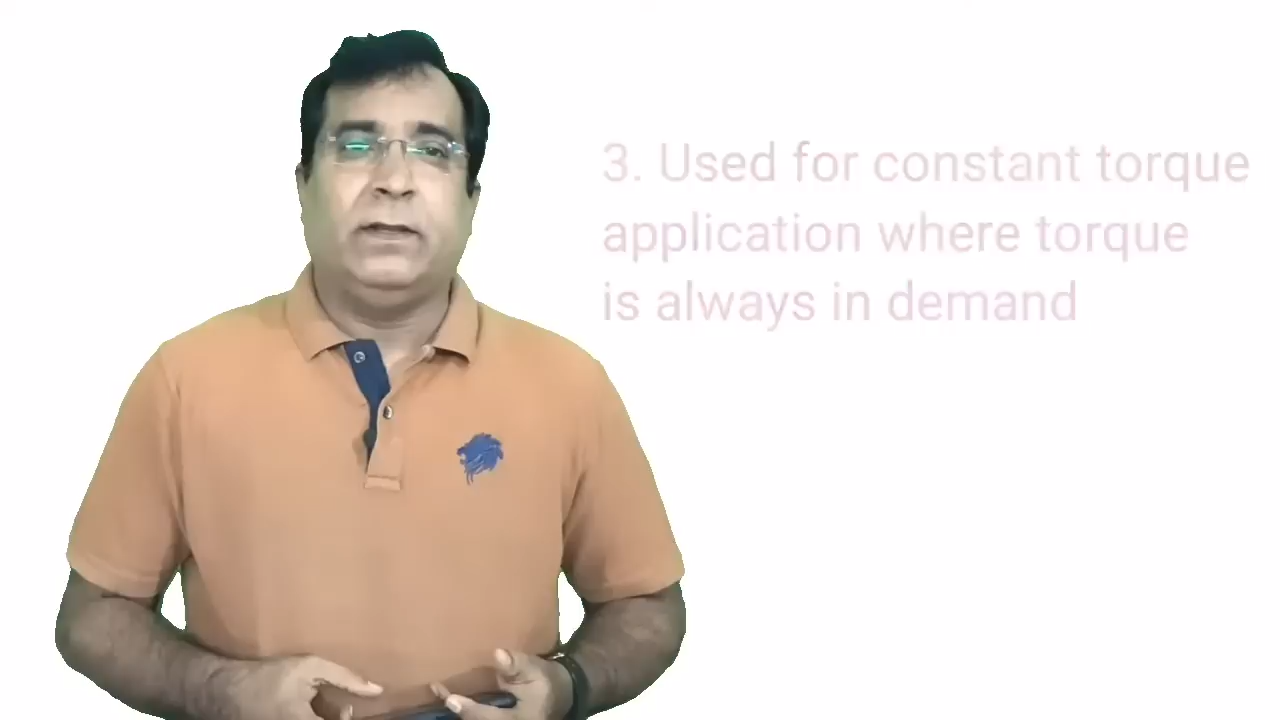 3. Used for constant torque
application where torque
is always in demand